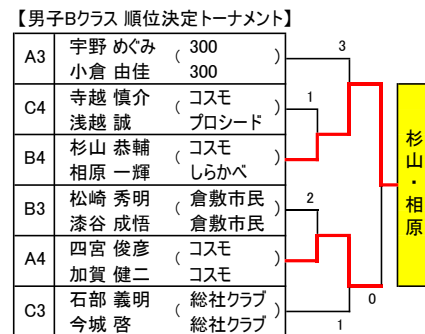 【男子Bクラス 順位決定トーナメント】
A3 宇野 めぐみ ( 300 )
小倉 由佳 300
C4 寺越 慎介 ( コスモ )
浅越 誠 プロシード
B4 杉山 恭輔 ( コスモ )
相原 一輝 しらかべ
B3 松崎 秀明 ( 倉敷市民 )
漆谷 成悟 倉敷市民
A4 四宮 俊彦 ( コスモ )
加賀 健二 コスモ
C3 石部 義明 ( 総社クラブ )
今城 啓 総社クラブ
3
1
2
0
1
杉山・相原